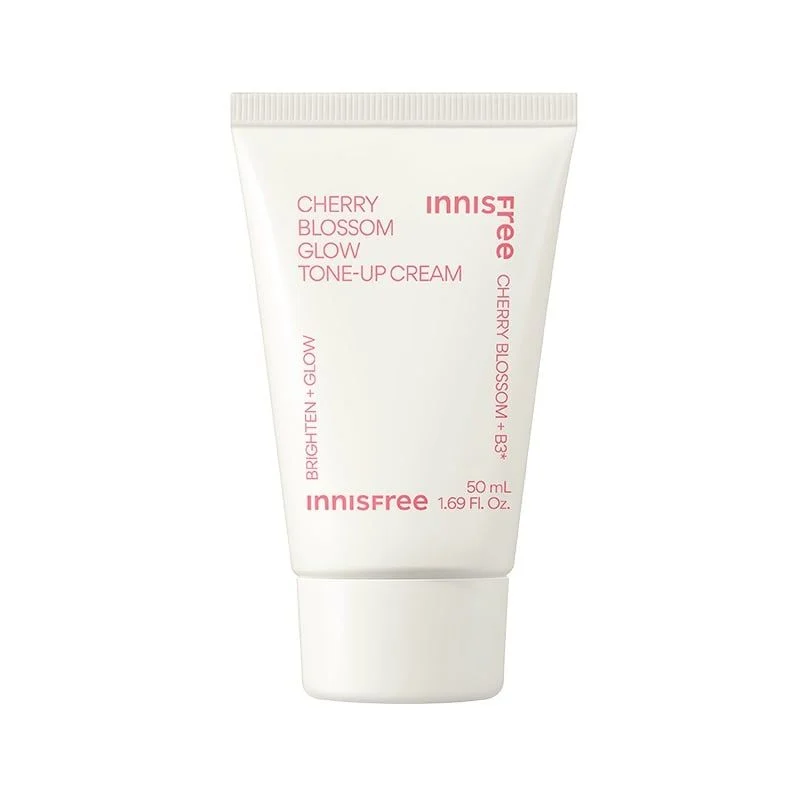 CHERRY
BLOSSOM
GLOW
TONE-UP CREAM
INNISFree
CHERRY BLOSSOM + B3*
BRIGHTEN + GLOW
INNISFree
50 mL
1.69 Fl. Oz.